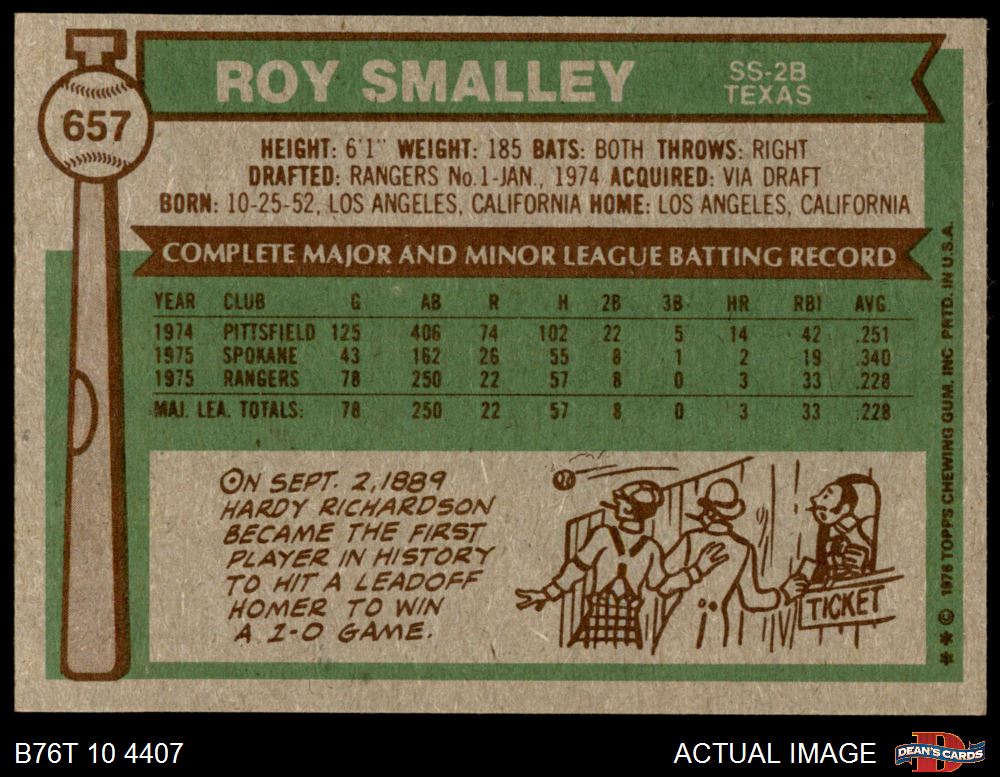 T
657
ROY SMALLEY
SS-2B
TEXAS
HEIGHT: 6'1" WEIGHT: 185 BATS: BOTH THROWS: RIGHT
DRAFTED: RANGERS No.1-JAN., 1974 ACQUIRED: VIA DRAFT
BORN: 10-25-52, LOS ANGELES, CALIFORNIA HOME: LOS ANGELES, CALIFORNIA
COMPLETE MAJOR AND MINOR LEAGUE BATTING RECORD
YEAR CLUB G AB R H 2B 3B HR RBI AVG.
1974 PITTSFIELD 125 406 74 102 22 5 14 42 .251
1975 SPOKANE 43 162 26 55 8 1 2 19 .340
1975 RANGERS 78 250 22 57 8 0 3 33 .228
MAJ. LEA. TOTALS: 78 250 22 57 8 0 3 33 .228
ON SEPT. 2, 1889
HARDY RICHARDSON
BECAME THE FIRST
PLAYER IN HISTORY
TO HIT A LEADOFF
HOMER TO WIN
A 1-0 GAME.
TICKET
* * © 1976 TOPPS CHEWING GUM, INC. PRTD. IN U.S.A.
B76T 10 4407
ACTUAL IMAGE
D
DEAN'S CARDS